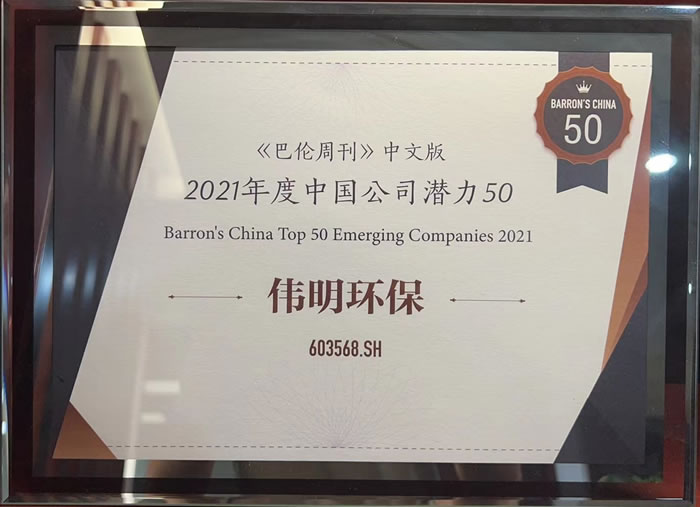 BARRON'S CHINA
50
《巴伦周刊》中文版
2021年度中国公司潜力50
Barron's China Top 50 Emerging Companies 2021
伟明环保
603568.SH